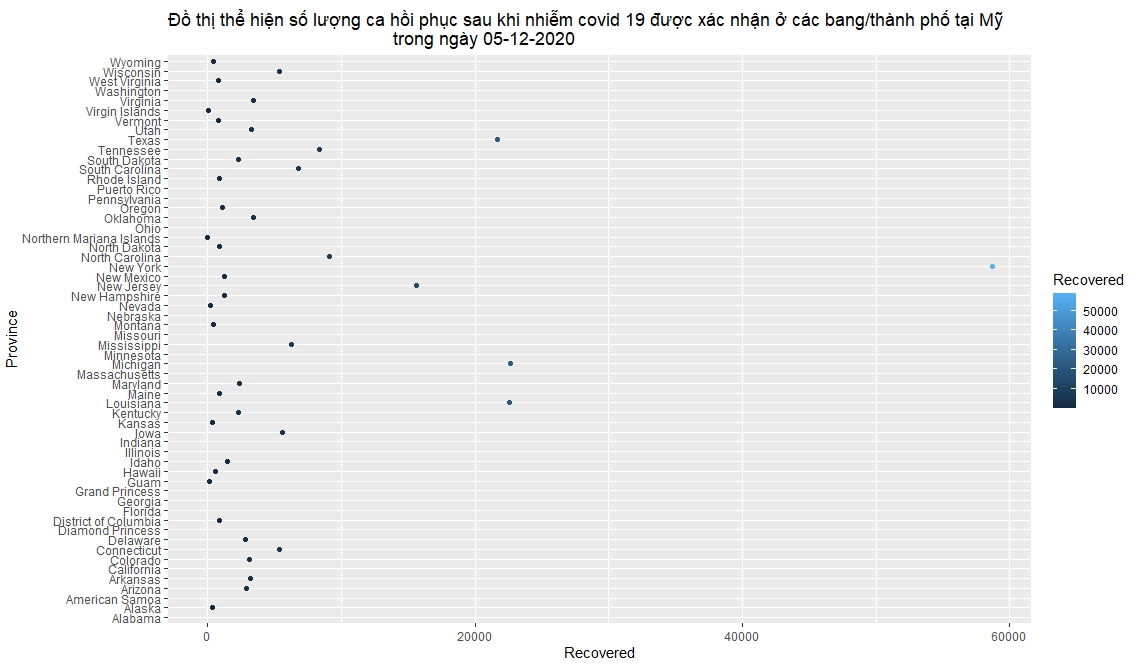 Đồ thị thể hiện số lượng ca hồi phục sau khi nhiễm covid 19 được xác nhận ở các bang/thành phố tại Mỹ
trong ngày 05-12-2020
Province
Wyoming
Wisconsin
West Virginia
Washington
Virginia
Virgin Islands
Vermont
Utah
Texas
Tennessee
South Dakota
South Carolina
Rhode Island
Puerto Rico
Pennsylvania
Oregon
Oklahoma
Ohio
Northern Mariana Islands
North Dakota
North Carolina
New York
New Mexico
New Jersey
New Hampshire
Nevada
Nebraska
Montana
Missouri
Mississippi
Minnesota
Michigan
Massachusetts
Maryland
Maine
Louisiana
Kentucky
Kansas
Iowa
Indiana
Illinois
Idaho
Hawaii
Guam
Grand Princess
Georgia
Florida
District of Columbia
Diamond Princess
Delaware
Connecticut
Colorado
California
Arkansas
Arizona
American Samoa
Alaska
Alabama
0 20000 40000 60000
Recovered
Recovered
50000
40000
30000
20000
10000